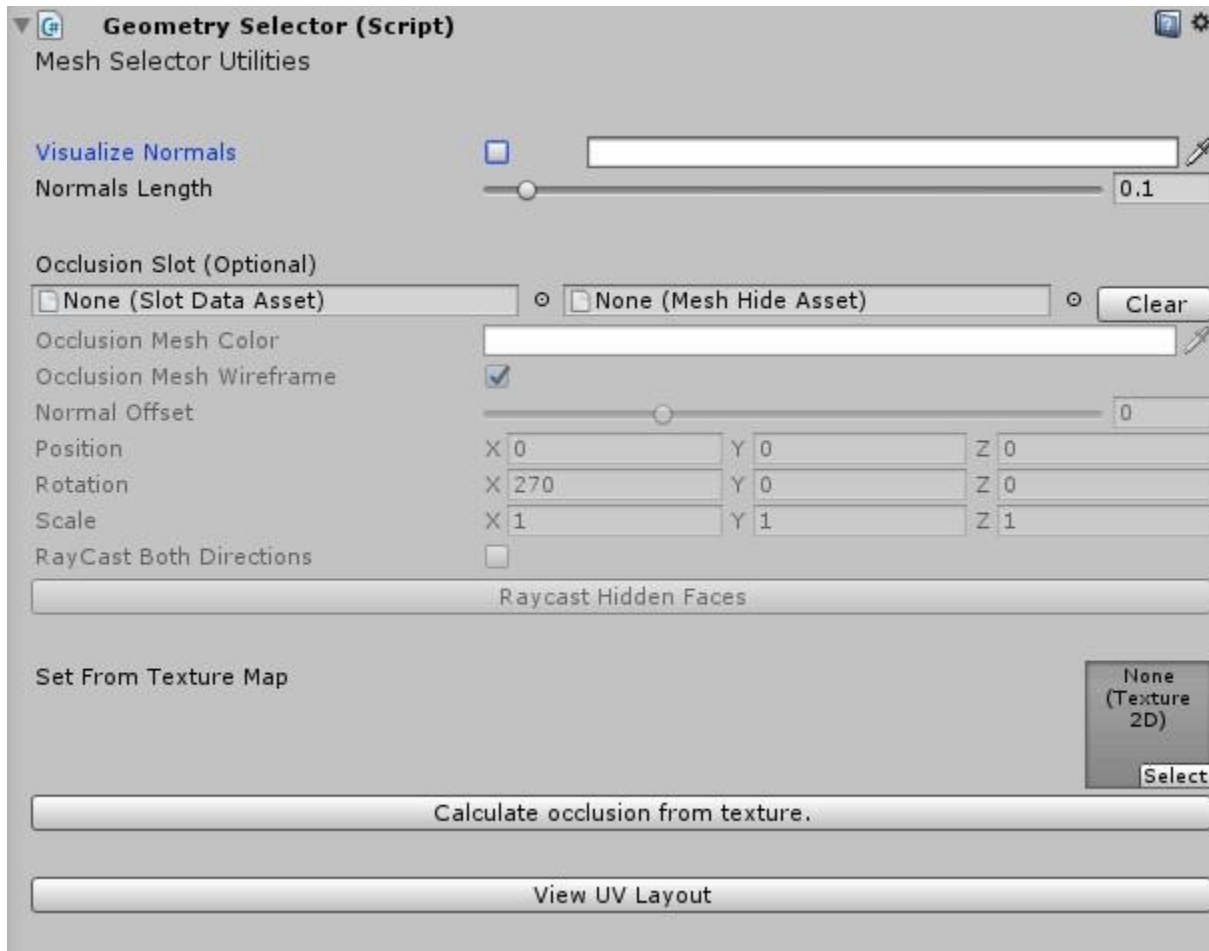 Geometry Selector (Script)
Mesh Selector Utilities
Visualize Normals
Normals Length 0.1
Occlusion Slot (Optional)
None (Slot Data Asset) None (Mesh Hide Asset) Clear
Occlusion Mesh Color
Occlusion Mesh Wireframe
Normal Offset 0
Position X 0 Y 0 Z 0
Rotation X 270 Y 0 Z 0
Scale X 1 Y 1 Z 1
RayCast Both Directions
Raycast Hidden Faces
Set From Texture Map
None
(Texture
2D)
Select
Calculate occlusion from texture.
View UV Layout